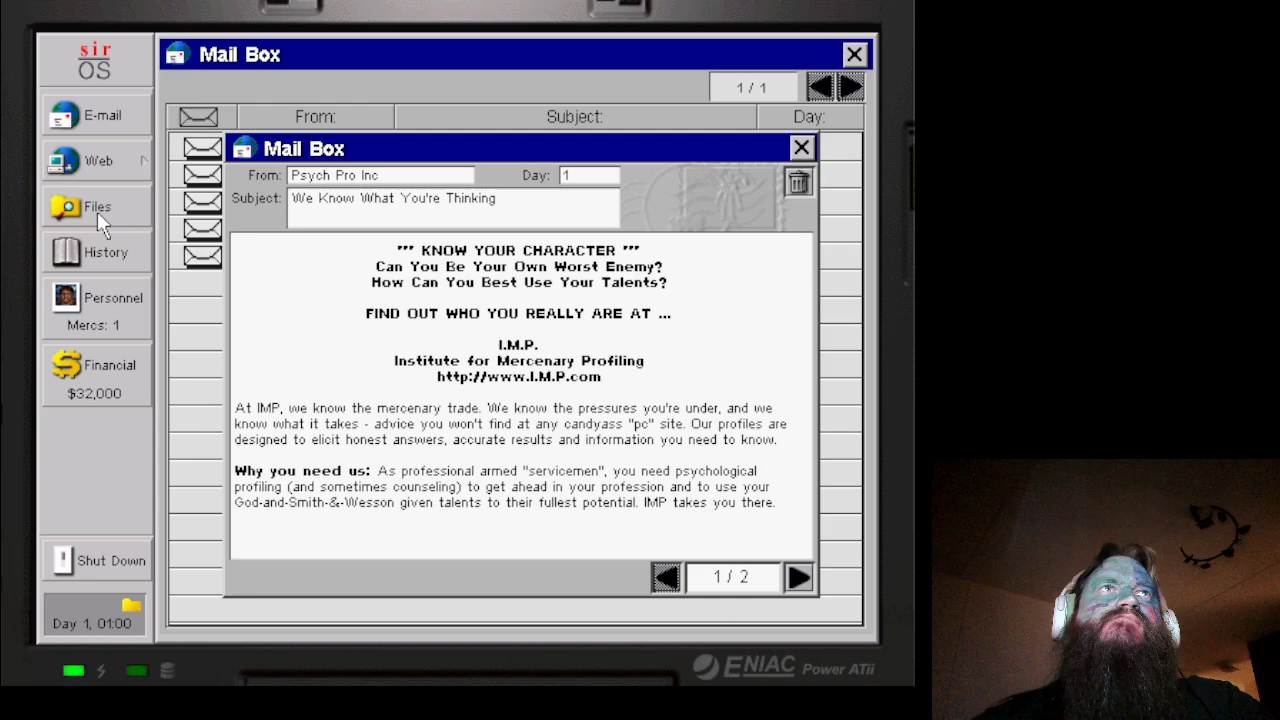 sir
OS
E-mail
Web
Files
History
Personnel
Mercs: 1
Financial
$32,000
Shut Down
Day 1, 01:00
Mail Box
1 / 1
From:
Subject:
Day:
Mail Box
From: Psych Pro Inc
Day: 1
Subject: We Know What You're Thinking
*** KNOW YOUR CHARACTER ***
Can You Be Your Own Worst Enemy?
How Can You Best Use Your Talents?
FIND OUT WHO YOU REALLY ARE AT ...
I.M.P.
Institute for Mercenary Profiling
http://www.I.M.P.com
At IMP, we know the mercenary trade. We know the pressures you're under, and we
know what it takes - advice you won't find at any candyass "pc" site. Our profiles are
designed to elicit honest answers, accurate results and information you need to know.
Why you need us: As professional armed "servicemen", you need psychological
profiling (and sometimes counseling) to get ahead in your profession and to use your
God-and-Smith-&-Wesson given talents to their fullest potential. IMP takes you there.
1 / 2
ENIAC Power ATii